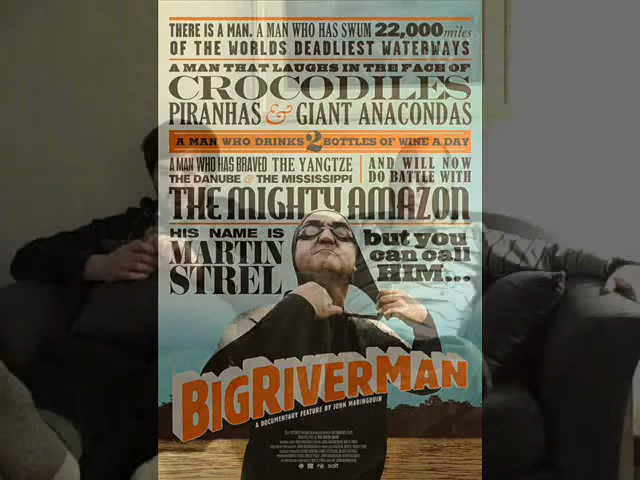 THERE IS A MAN. A MAN WHO HAS SWUM 22,000 miles
OF THE WORLDS DEADLIEST WATERWAYS
A MAN THAT LAUGHS IN THE FACE OF
CROCODILES
PIRANHAS & GIANT ANACONDAS
A MAN WHO DRINKS 2 BOTTLES OF WINE A DAY
A MAN WHO HAS BRAVED THE YANGTZE
THE DANUBE & THE MISSISSIPPI
AND WILL NOW
DO BATTLE WITH
THE MIGHTY AMAZON
HIS NAME IS
MARTIN
STREL
but you
can call
HIM...
BIGRIVERMAN
A DOCUMENTARY FEATURE BY JOHN MARINGOUIN
salt